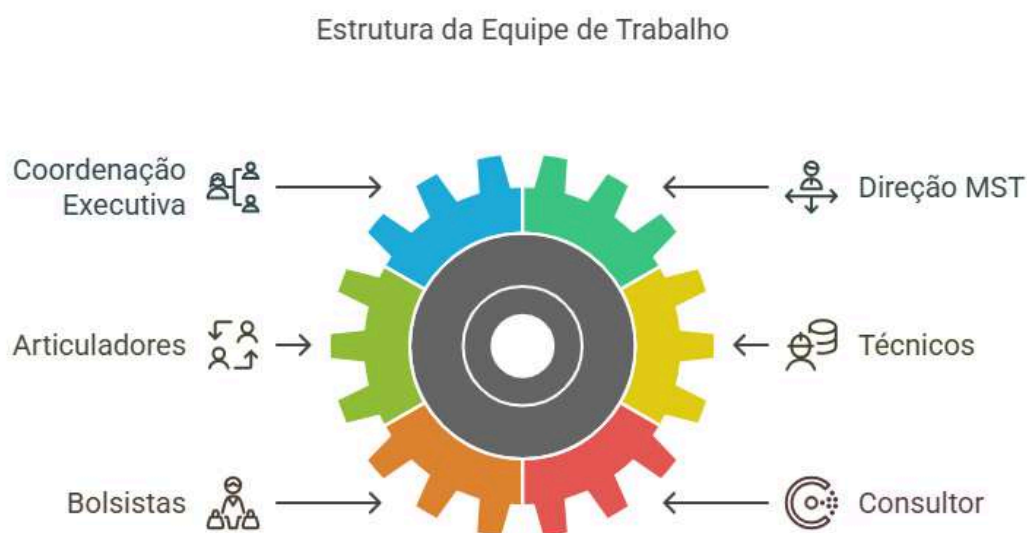 Estrutura da Equipe de Trabalho
Coordenação
Executiva
Direção MST
Articuladores
Técnicos
Bolsistas
Consultor